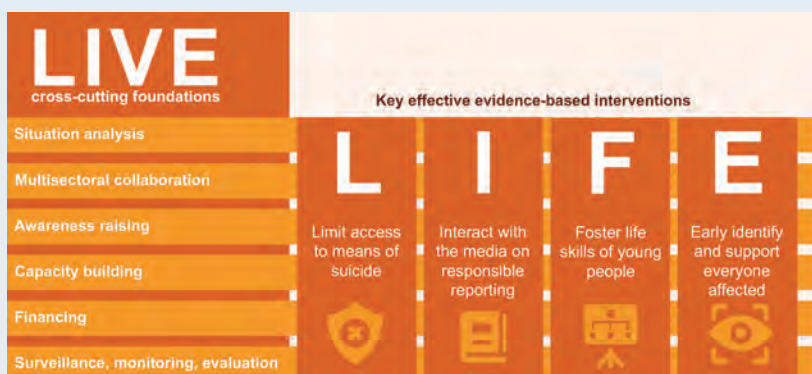 LIVE
cross-cutting foundations
Key effective evidence-based interventions
Situation analysis
Multisectoral collaboration
Awareness raising
Capacity building
Financing
Surveillance, monitoring, evaluation
L
Limit access
to means of
suicide
I
Interact with
the media on
responsible
reporting
F
Foster life
skills of young
people
E
Early identify
and support
everyone
affected